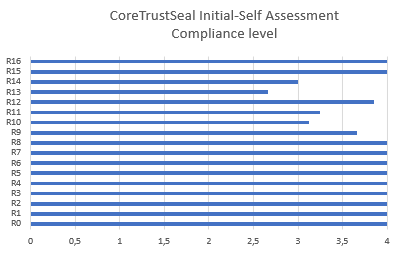 CoreTrustSeal Initial-Self Assessment
Compliance level
R16
R15
R14
R13
R12
R11
R10
R9
R8
R7
R6
R5
R4
R3
R2
R1
R0
0 0,5 1 1,5 2 2,5 3 3,5 4